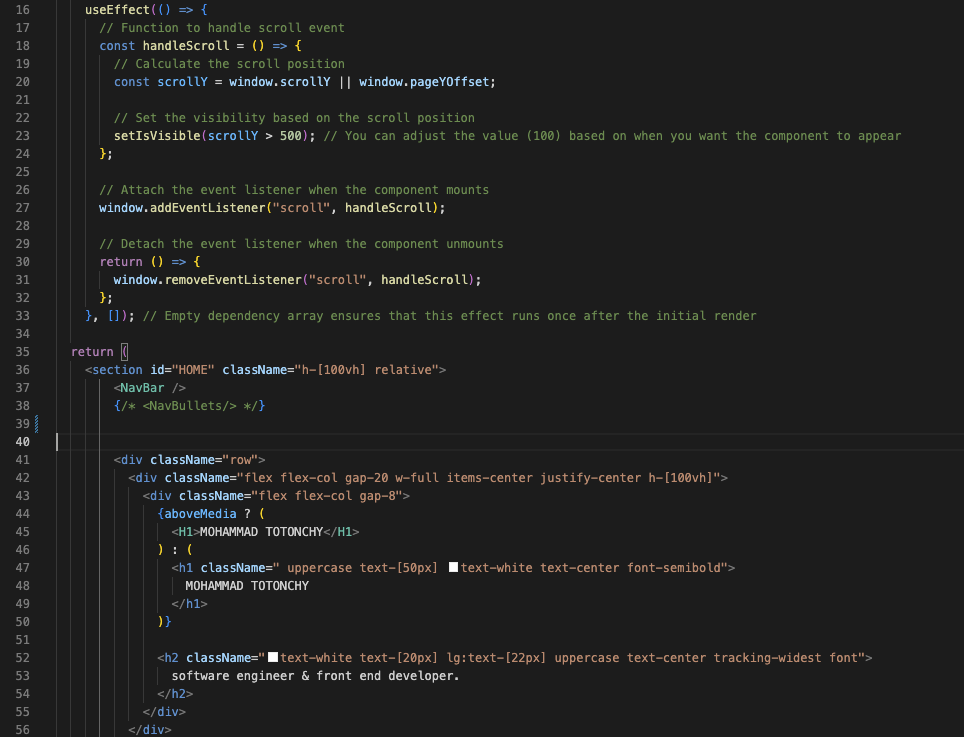 16 useEffect(() => {
17 // Function to handle scroll event
18 const handleScroll = () => {
19 // Calculate the scroll position
20 const scrollY = window.scrollY || window.pageYOffset;
21
22 // Set the visibility based on the scroll position
23 setIsVisible(scrollY > 500); // You can adjust the value (100) based on when you want the component to appear
24 };
25
26 // Attach the event listener when the component mounts
27 window.addEventListener("scroll", handleScroll);
28
29 // Detach the event listener when the component unmounts
30 return () => {
31 window.removeEventListener("scroll", handleScroll);
32 };
33 }, []); // Empty dependency array ensures that this effect runs once after the initial render
34
35 return (
36 <section id="HOME" className="h-[100vh] relative">
37 <NavBar />
38 {/* <NavBullets/> */}
39
40
41 <div className="row">
42 <div className="flex flex-col gap-20 w-full items-center justify-center h-[100vh]">
43 <div className="flex flex-col gap-8">
44 {aboveMedia ? (
45 <H1>MOHAMMAD TOTONCHY</H1>
46 ) : (
47 <h1 className=" uppercase text-[50px] text-white text-center font-semibold">
48 MOHAMMAD TOTONCHY
49 </h1>
50 )}
51
52 <h2 className="text-white text-[20px] lg:text-[22px] uppercase text-center tracking-widest font">
53 software engineer & front end developer.
54 </h2>
55 </div>
56 </div>